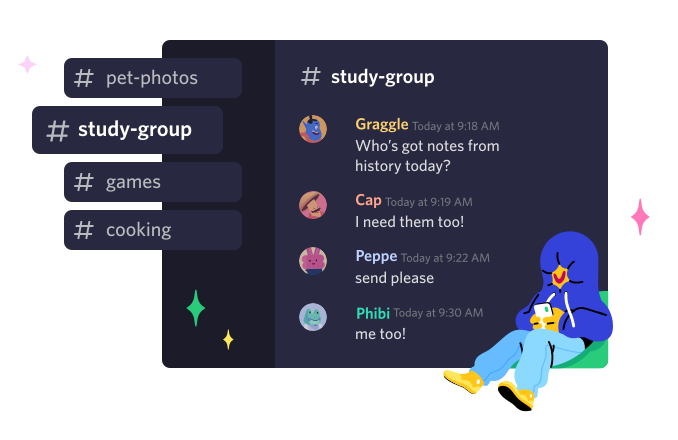 # pet-photos
# study-group
# games
# cooking
# study-group
Graggle Today at 9:18 AM
Who's got notes from
history today?
Cap Today at 9:19 AM
I need them too!
Peppe Today at 9:22 AM
send please
Phibi Today at 9:30 AM
me too!